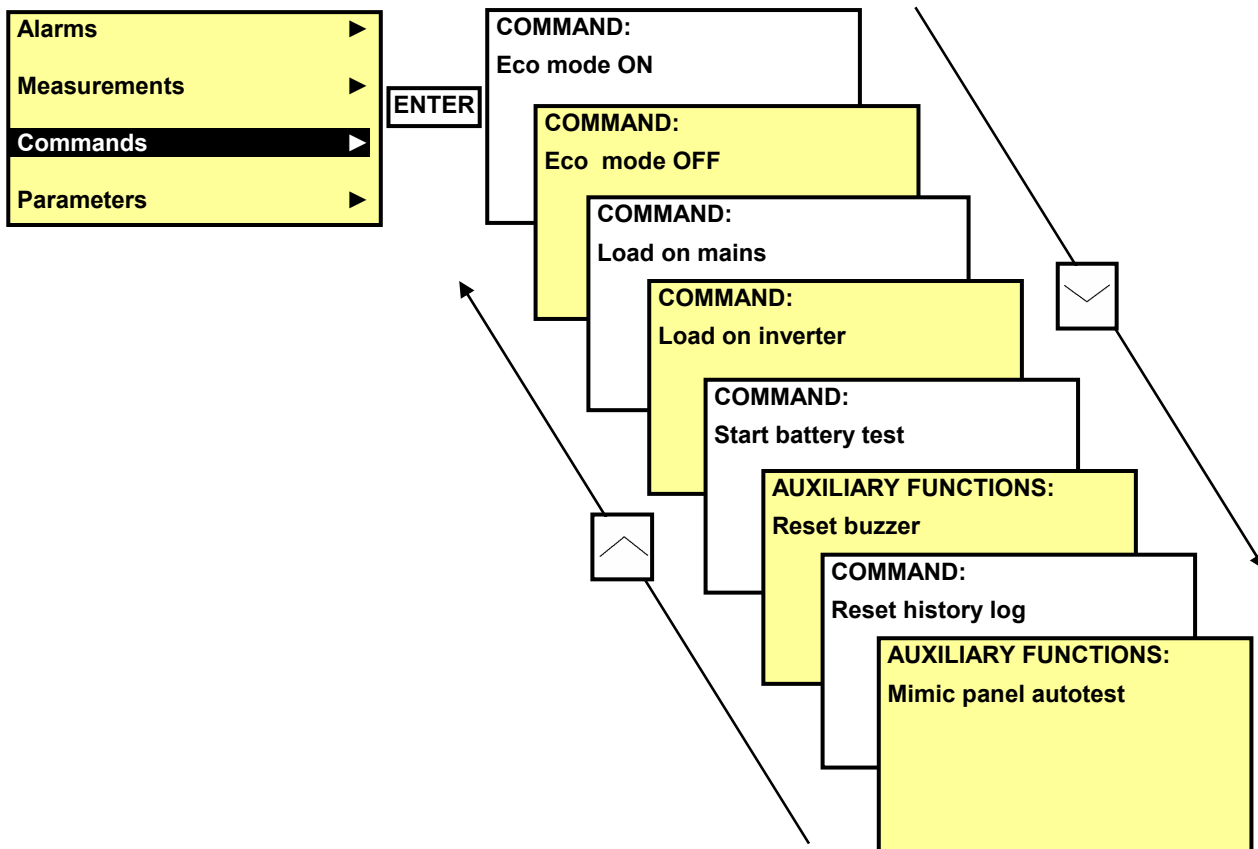 Alarms ►
Measurements ►
Commands ►
Parameters ►
ENTER
COMMAND:
Eco mode ON
COMMAND:
Eco  mode OFF
COMMAND:
Load on mains
COMMAND:
Load on inverter
COMMAND:
Start battery test
AUXILIARY FUNCTIONS:
Reset buzzer
COMMAND:
Reset history log
AUXILIARY FUNCTIONS:
Mimic panel autotest